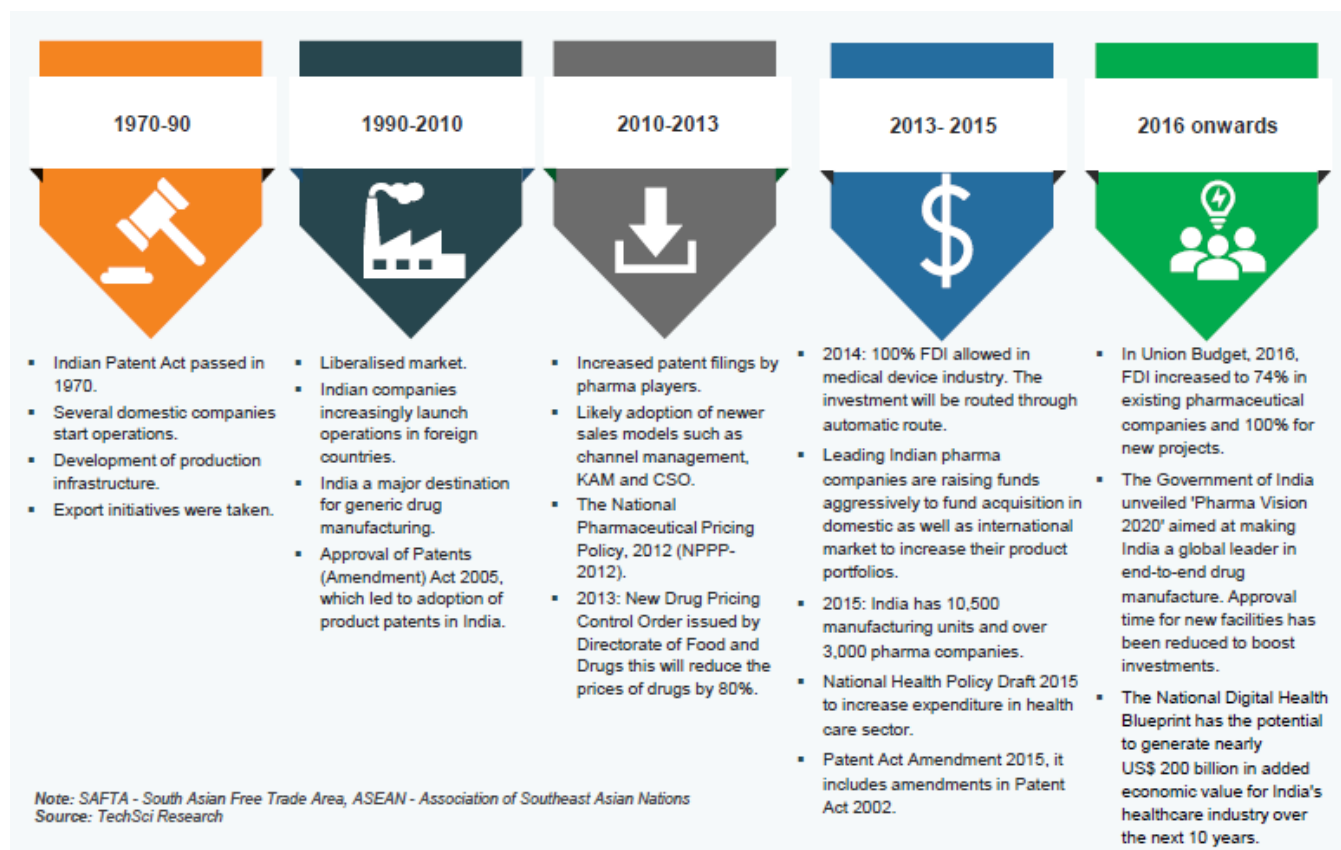 1970-90
▪ Indian Patent Act passed in
1970.
▪ Several domestic companies
start operations.
▪ Development of production
infrastructure.
▪ Export initiatives were taken.
1990-2010
▪ Liberalised market.
▪ Indian companies
increasingly launch
operations in foreign
countries.
▪ India a major destination
for generic drug
manufacturing.
▪ Approval of Patents
(Amendment) Act 2005,
which led to adoption of
product patents in India.
2010-2013
▪ Increased patent filings by
pharma players.
▪ Likely adoption of newer
sales models such as
channel management,
KAM and CSO.
▪ The National
Pharmaceutical Pricing
Policy, 2012 (NPPP-
2012).
▪ 2013: New Drug Pricing
Control Order issued by
Directorate of Food and
Drugs this will reduce the
prices of drugs by 80%.
2013- 2015
$
▪ 2014: 100% FDI allowed in
medical device industry. The
investment will be routed through
automatic route.
▪ Leading Indian pharma
companies are raising funds
aggressively to fund acquisition in
domestic as well as international
market to increase their product
portfolios.
▪ 2015: India has 10,500
manufacturing units and over
3,000 pharma companies.
▪ National Health Policy Draft 2015
to increase expenditure in health
care sector.
▪ Patent Act Amendment 2015, it
includes amendments in Patent
Act 2002.
2016 onwards
▪ In Union Budget, 2016,
FDI increased to 74% in
existing pharmaceutical
companies and 100% for
new projects.
▪ The Government of India
unveiled 'Pharma Vision
2020' aimed at making
India a global leader in
end-to-end drug
manufacture. Approval
time for new facilities has
been reduced to boost
investments.
▪ The National Digital Health
Blueprint has the potential
to generate nearly
US$ 200 billion in added
economic value for India's
healthcare industry over
the next 10 years.
Note: SAFTA - South Asian Free Trade Area, ASEAN - Association of Southeast Asian Nations
Source: TechSci Research